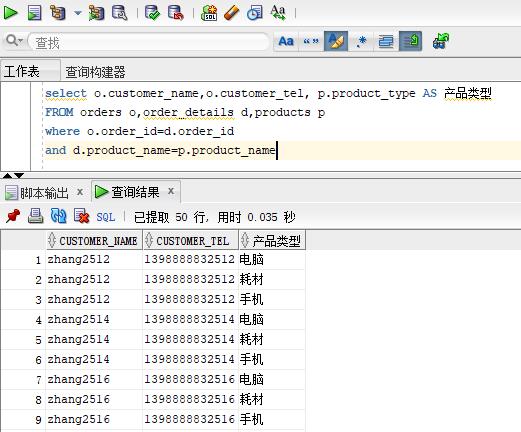 SQL
Aa
查找
Aa “” .*
工作表 查询构建器
select o.customer_name,o.customer_tel, p.product_type AS 产品类型
FROM orders o,order_details d,products p
where o.order_id=d.order_id
and d.product_name=p.product_name
脚本输出 x 查询结果 x
SQL | 已提取 50 行, 用时 0.035 秒
CUSTOMER_NAME CUSTOMER_TEL 产品类型
1 zhang2512 1398888832512 电脑
2 zhang2512 1398888832512 耗材
3 zhang2512 1398888832512 手机
4 zhang2514 1398888832514 电脑
5 zhang2514 1398888832514 耗材
6 zhang2514 1398888832514 手机
7 zhang2516 1398888832516 电脑
8 zhang2516 1398888832516 耗材
9 zhang2516 1398888832516 手机